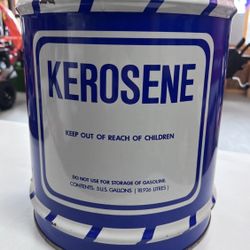 KEROSENE
KEEP OUT OF REACH OF CHILDREN
DO NOT USE FOR STORAGE OF GASOLINE.
CONTENTS: 5 U.S. GALLONS (18.926 LITRES)